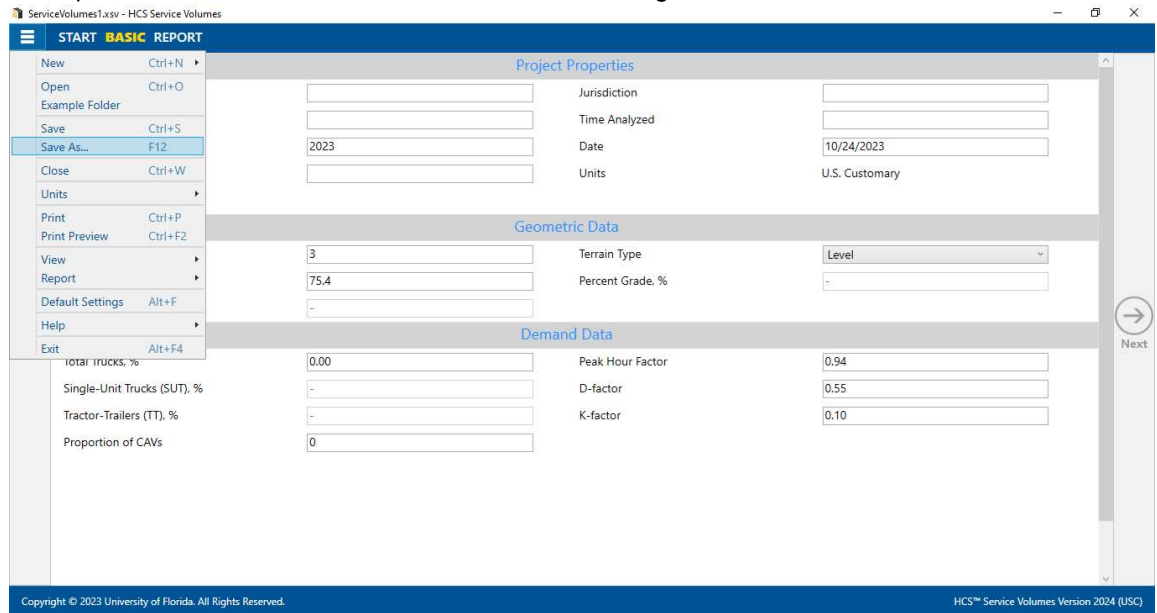 ServiceVolumes1.xsv - HCS Service Volumes
START BASIC REPORT
New Ctrl+N
Open Ctrl+O
Example Folder
Save Ctrl+S
Save As... F12
Close Ctrl+W
Units
Print Ctrl+P
Print Preview Ctrl+F2
View
Report
Default Settings Alt+F
Help
Exit Alt+F4
Project Properties
Jurisdiction
Time Analyzed
2023 Date 10/24/2023
Units U.S. Customary
Geometric Data
3 Terrain Type Level
75.4 Percent Grade, % -
-
Demand Data
Total Trucks, % 0.00 Peak Hour Factor 0.94
Single-Unit Trucks (SUT), % - D-factor 0.55
Tractor-Trailers (TT), % - K-factor 0.10
Proportion of CAVs 0
Next
Copyright © 2023 University of Florida. All Rights Reserved. HCS™ Service Volumes Version 2024 (USC)